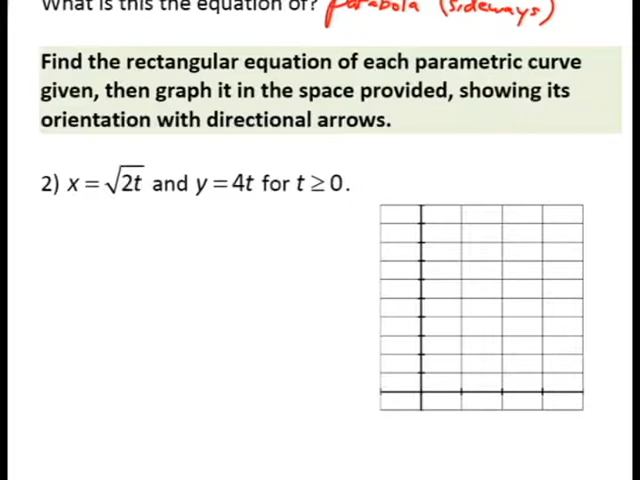 What is this the equation of? parabola (sideways)
Find the rectangular equation of each parametric curve
given, then graph it in the space provided, showing its
orientation with directional arrows.
2) x = √2t and y = 4t for t ≥ 0.